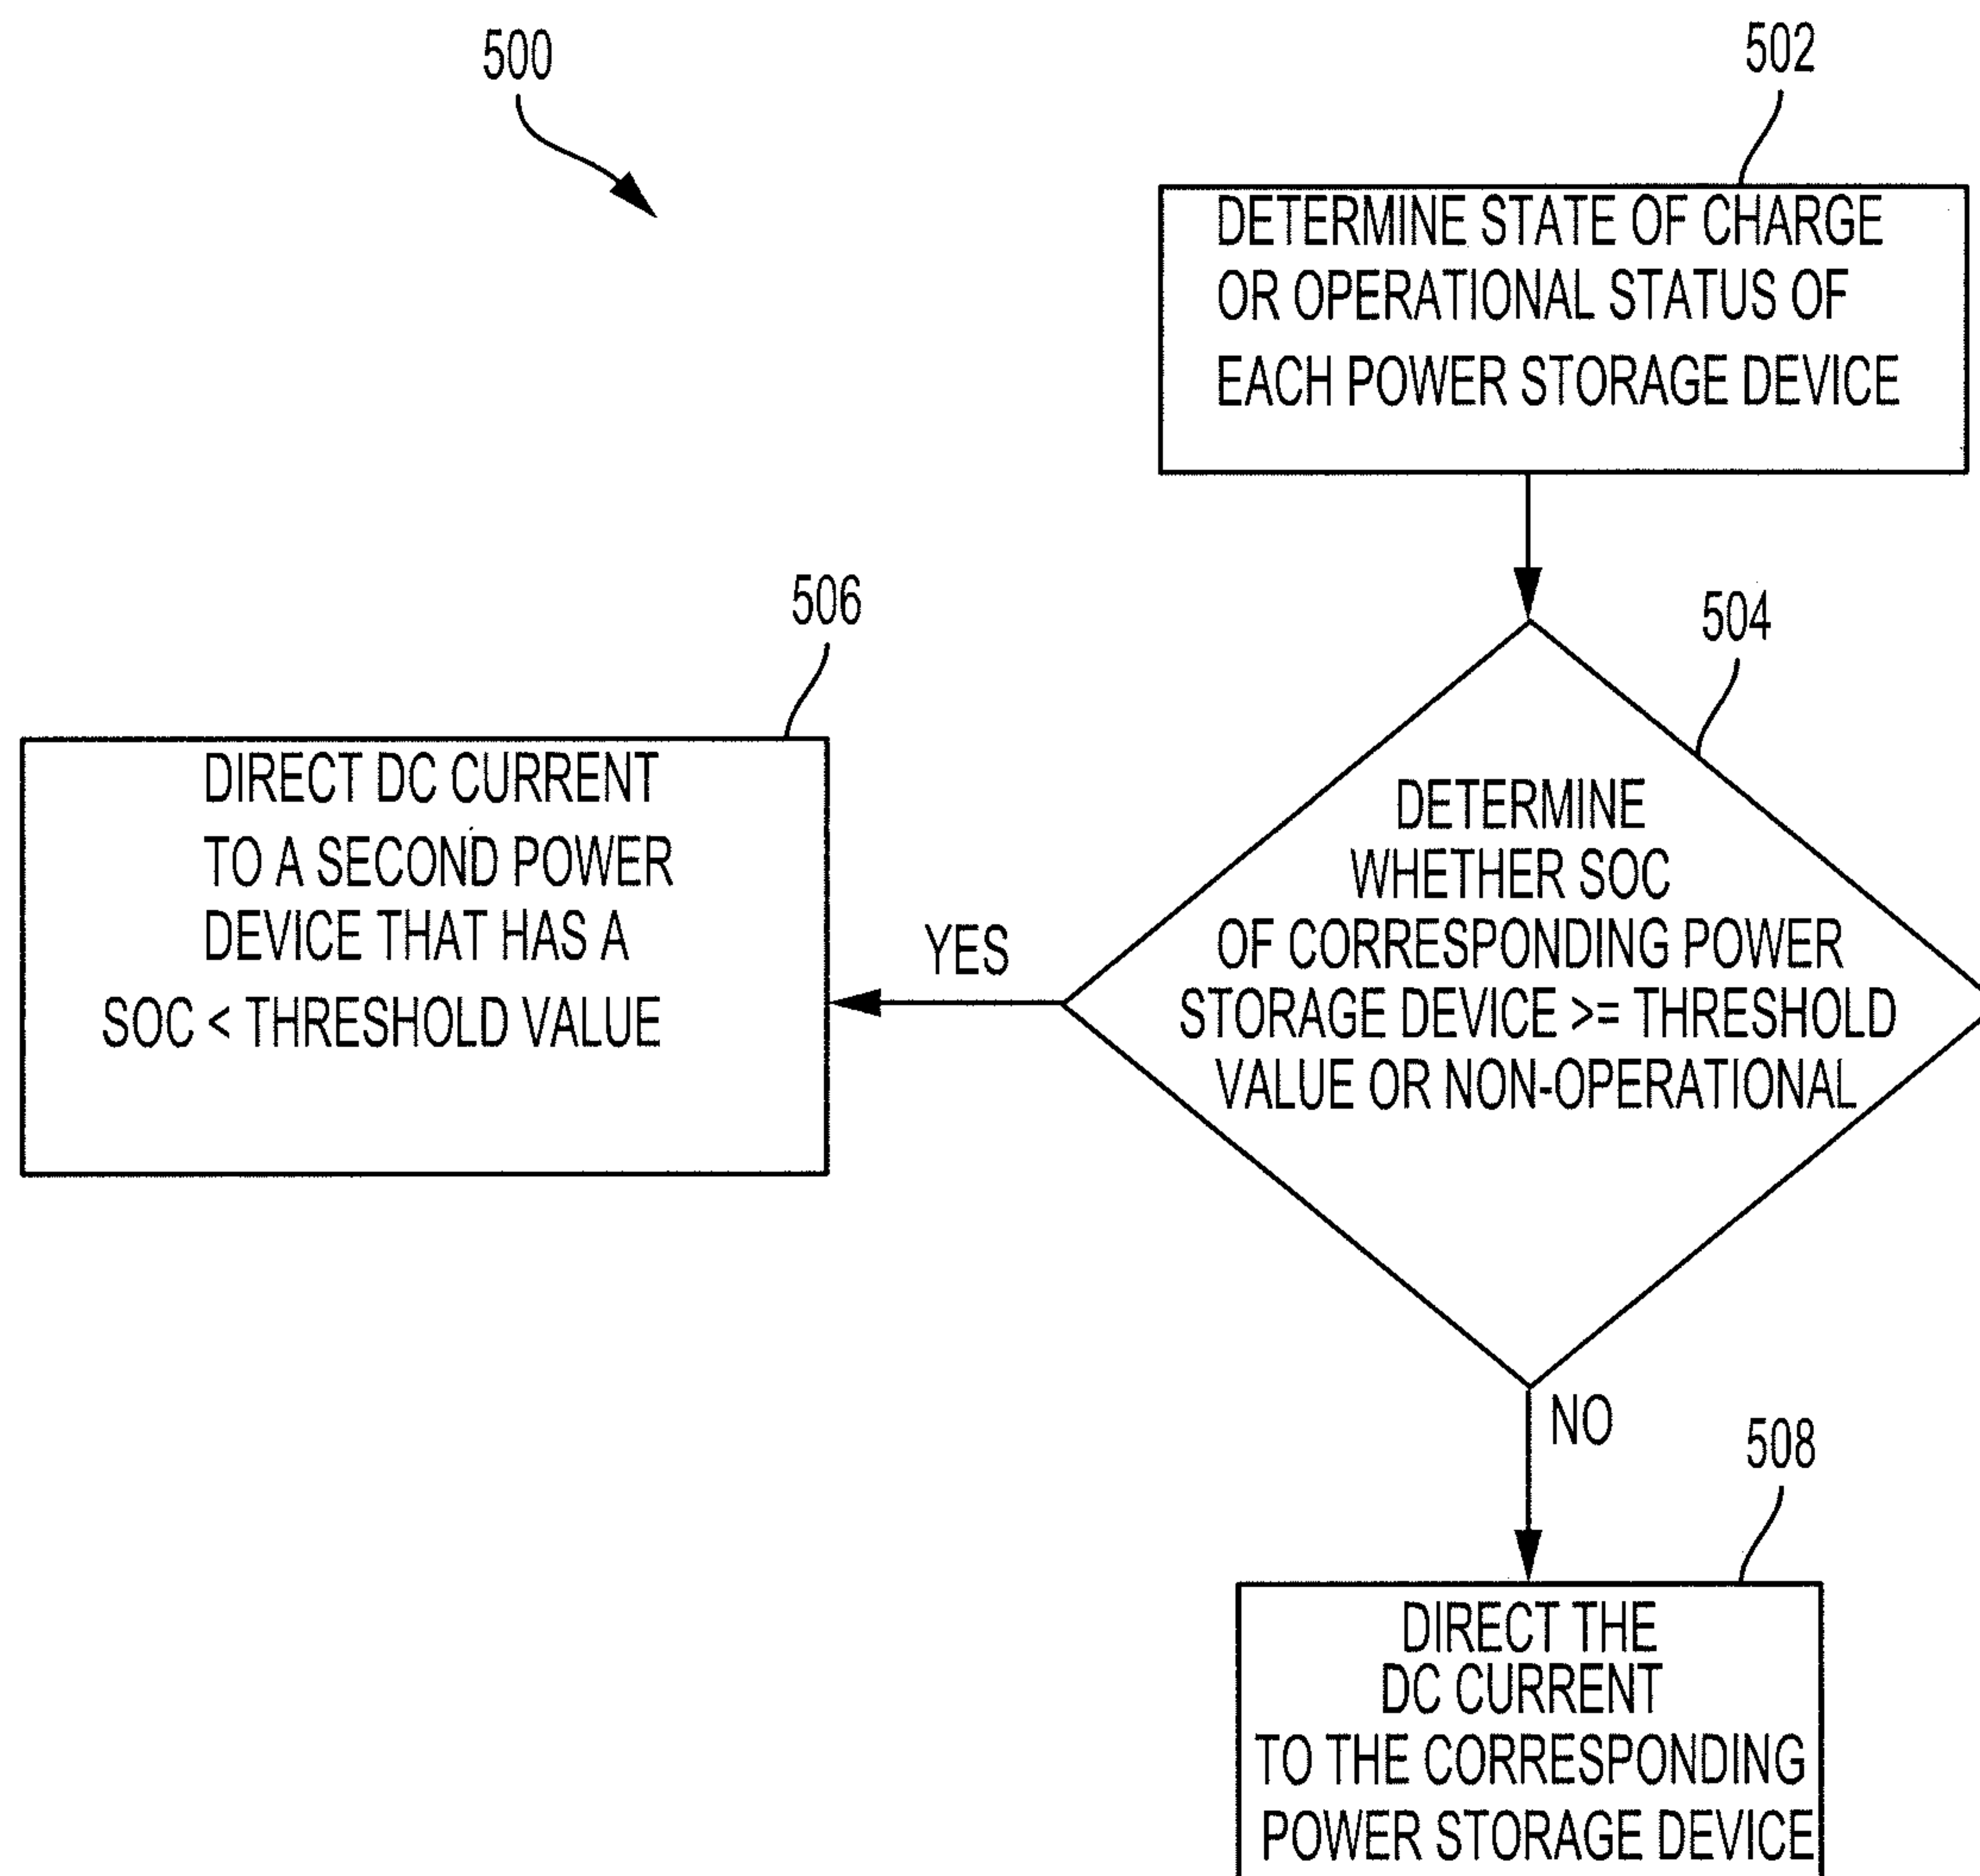 500
502
DETERMINE STATE OF CHARGE
OR OPERATIONAL STATUS OF
EACH POWER STORAGE DEVICE
504
DETERMINE
WHETHER SOC
OF CORRESPONDING POWER
STORAGE DEVICE >= THRESHOLD
VALUE OR NON-OPERATIONAL
YES
506
DIRECT DC CURRENT
TO A SECOND POWER
DEVICE THAT HAS A
SOC < THRESHOLD VALUE
NO
508
DIRECT THE
DC CURRENT
TO THE CORRESPONDING
POWER STORAGE DEVICE